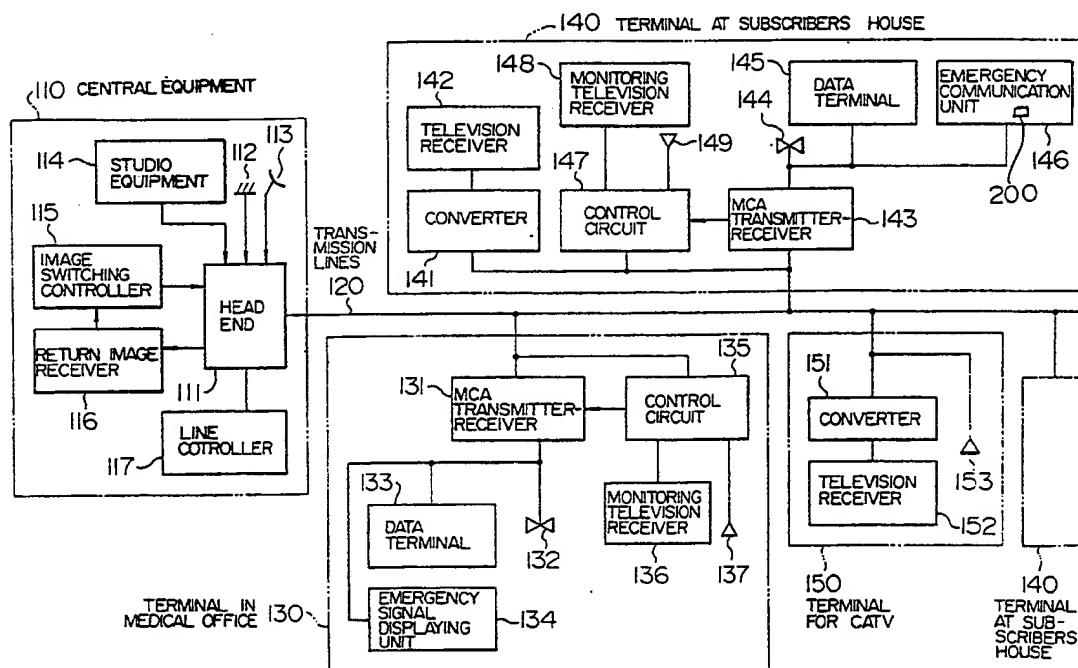 140 TERMINAL AT SUBSCRIBERS HOUSE
110 CENTRAL EQUIPMENT
114
STUDIO
EQUIPMENT
112
113
115
IMAGE
SWITCHING
CONTROLLER
HEAD
END
RETURN IMAGE
RECEIVER
116
111
117
LINE
COTROLLER
TRANS-
MISSION
LINES
120
142
TELEVISION
RECEIVER
CONVERTER
141
148
MONITORING
TELEVISION
RECEIVER
149
147
CONTROL
CIRCUIT
145
DATA
TERMINAL
144
MCA
TRANSMITTER-
RECEIVER
143
EMERGENCY
COMMUNICATION
UNIT
200
146
131
MCA
TRANSMITTER-
RECEIVER
135
CONTROL
CIRCUIT
133
DATA
TERMINAL
132
MONITORING
TELEVISION
RECEIVER
136
137
EMERGENCY
SIGNAL
DISPLAYING
UNIT
134
TERMINAL IN
MEDICAL OFFICE
130
151
CONVERTER
TELEVISION
RECEIVER
153
152
150
TERMINAL
FOR CATV
140
TERMINAL
AT SUB-
SCRIBERS
HOUSE